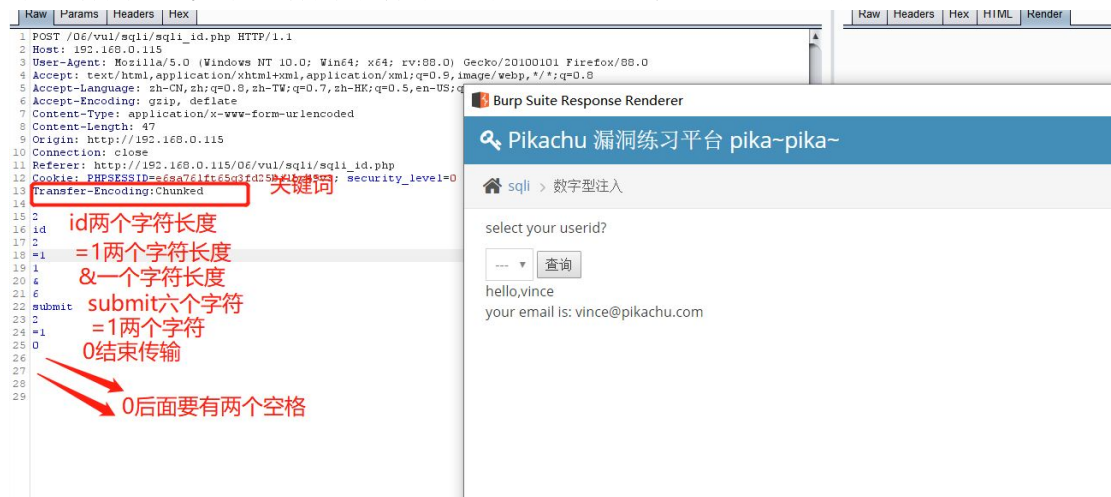 Raw Params Headers Hex
Raw Headers Hex HTML Render
1 POST /06/vul/sqli/sqli_id.php HTTP/1.1
2 Host: 192.168.0.115
3 User-Agent: Mozilla/5.0 (Windows NT 10.0; Win64; x64; rv:88.0) Gecko/20100101 Firefox/88.0
4 Accept: text/html,application/xhtml+xml,application/xml;q=0.9,image/webp,*/*;q=0.8
5 Accept-Language: zh-CN,zh;q=0.8,zh-TW;q=0.7,zh-HK;q=0.5,en-US;q
6 Accept-Encoding: gzip, deflate
7 Content-Type: application/x-www-form-urlencoded
8 Content-Length: 47
9 Origin: http://192.168.0.115
10 Connection: close
11 Referer: http://192.168.0.115/06/vul/sqli/sqli_id.php
12 Cookie: security_level=0
关键词
13 Transfer-Encoding:Chunked
14
15 2
16 id
id两个字符长度
17 2
18 =1
=1两个字符长度
19 1
20 &
&一个字符长度
21 6
22 submit
submit六个字符
23 2
24 =1
=1两个字符
25 0
0结束传输
26
27
28
29
0后面要有两个空格
Burp Suite Response Renderer
Pikachu 漏洞练习平台 pika~pika~
sqli > 数字型注入
select your userid?
---
查询
hello,vince
your email is: vince@pikachu.com